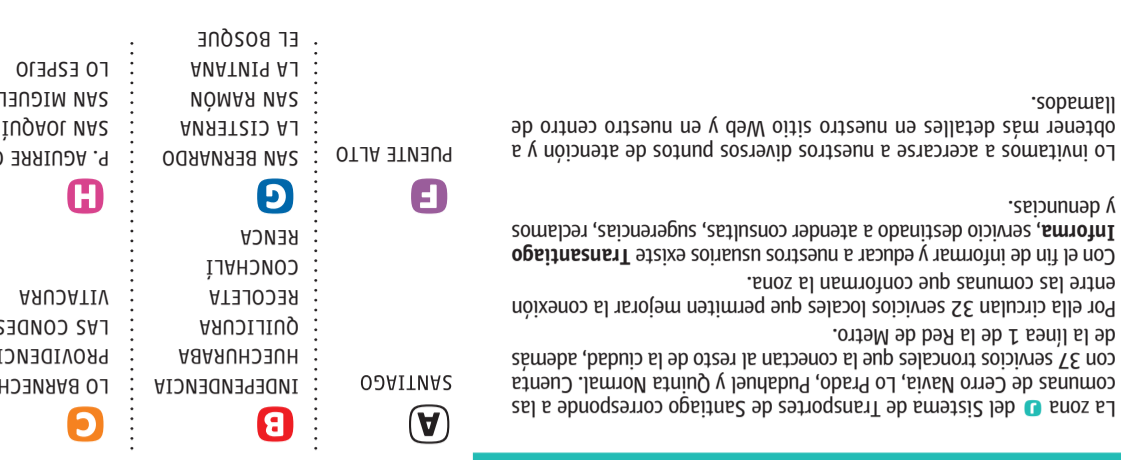 La zona J del Sistema de Transportes de Santiago corresponde a las
comunas de Cerro Navia, Lo Prado, Pudahuel y Quinta Normal. Cuenta
con 37 servicios troncales que la conectan al resto de la ciudad, además
de la línea 1 de la Red de Metro.
Por ella circulan 32 servicios locales que permiten mejorar la conexión
entre las comunas que conforman la zona.
Con el fin de informar y educar a nuestros usuarios existe Transantiago
Informa, servicio destinado a atender consultas, sugerencias, reclamos
y denuncias.
Lo invitamos a acercarse a nuestros diversos puntos de atención y a
obtener más detalles en nuestro sitio Web y en nuestro centro de
llamados.
A
SANTIAGO
F
PUENTE ALTO
B
INDEPENDENCIA
HUECHURABA
QUILICURA
RECOLETA
CONCHALÍ
RENCA
G
SAN BERNARDO
LA CISTERNA
SAN RAMÓN
LA PINTANA
EL BOSQUE
C
LO BARNECH
PROVIDENCI
LAS CONDES
VITACURA
H
P. AGUIRRE C
SAN JOAQUÍ
SAN MIGUEL
LO ESPEJO